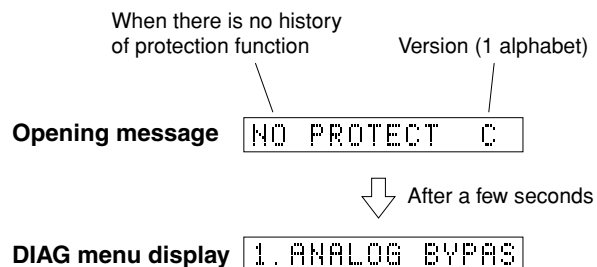 When there is no history
of protection function
Version (1 alphabet)
Opening message NO PROTECT C
After a few seconds
DIAG menu display 1.ANALOG BYPAS